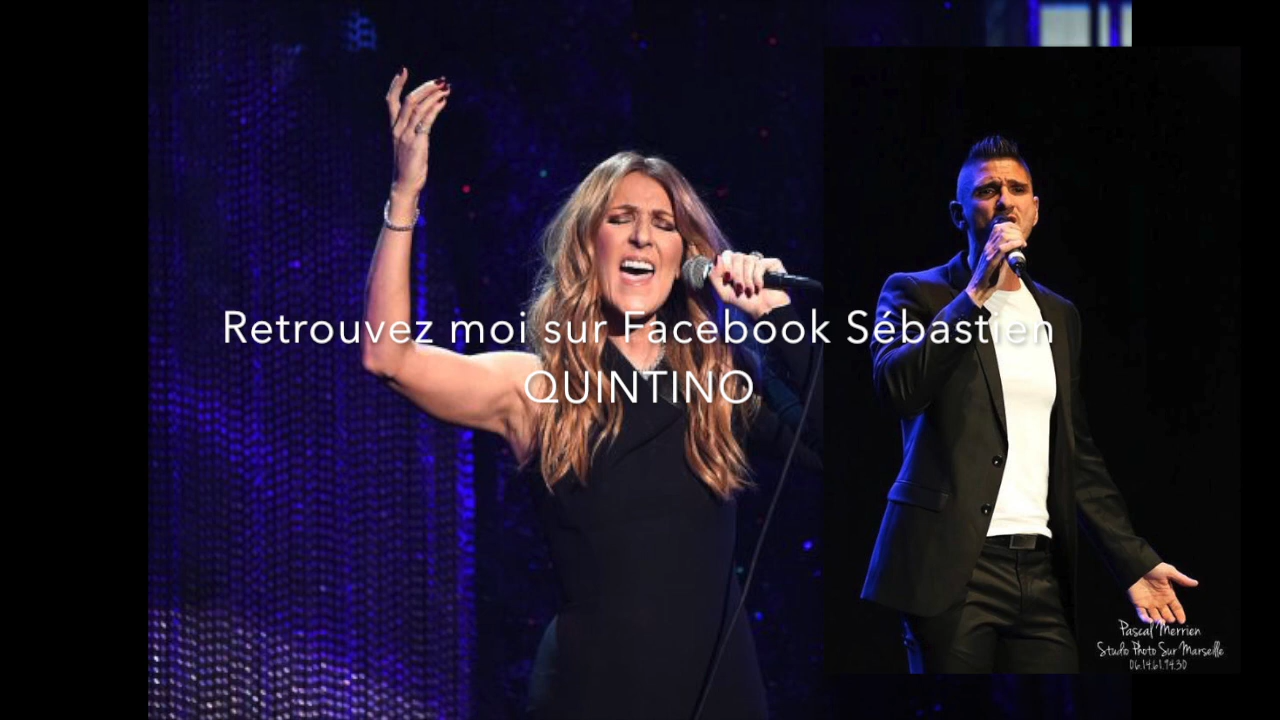 Retrouvez moi sur Facebook Sébastien
QUINTINO
Pascal Merrien
Studio Photo Sur Marseille
06.14.61.94.30